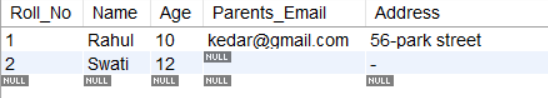 Roll_No Name Age Parents_Email Address
1 Rahul 10 kedar@gmail.com 56-park street
2 Swati 12 NULL -
NULL NULL NULL NULL NULL